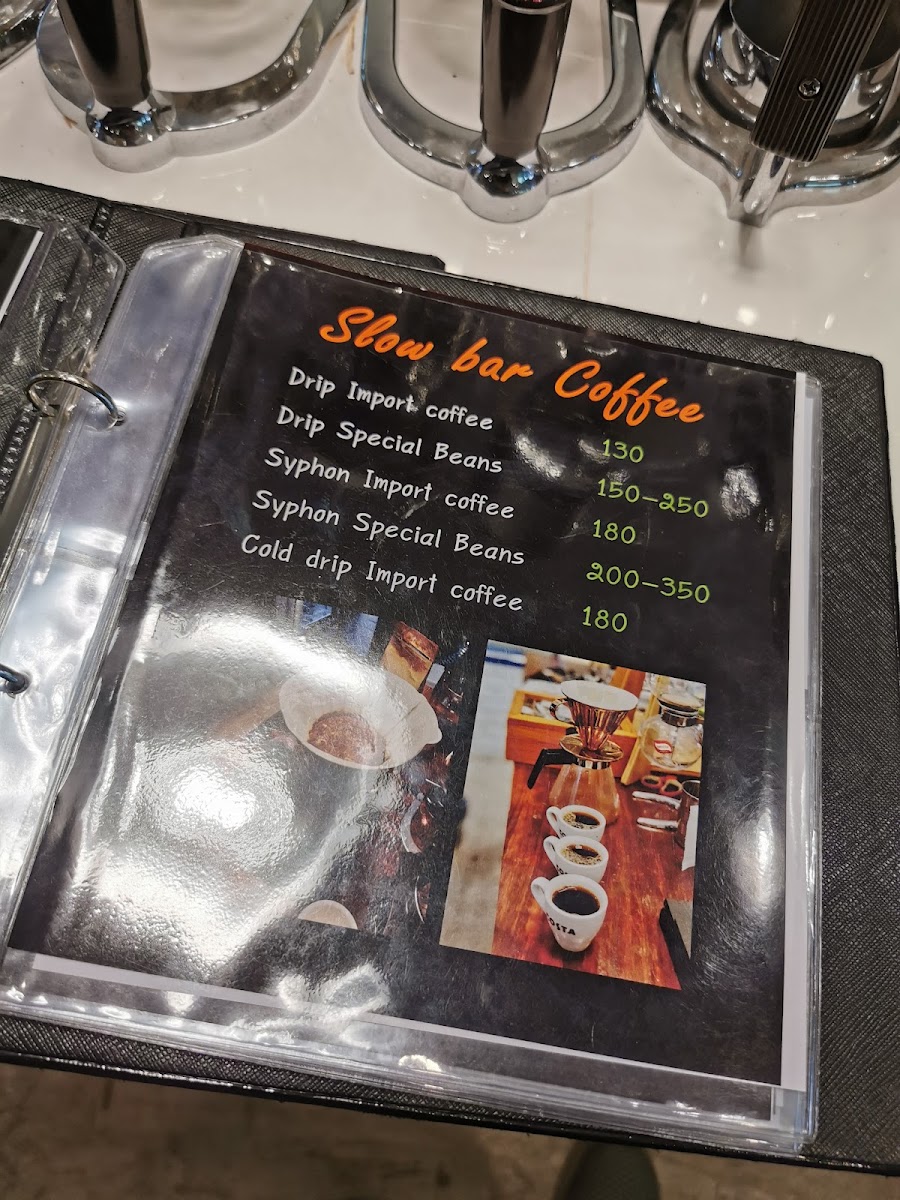 Slow bar Coffee
Drip Import coffee 130
Drip Special Beans 150-250
Syphon Import coffee 180
Syphon Special Beans 200-350
Cold drip Import coffee 180
OSTA